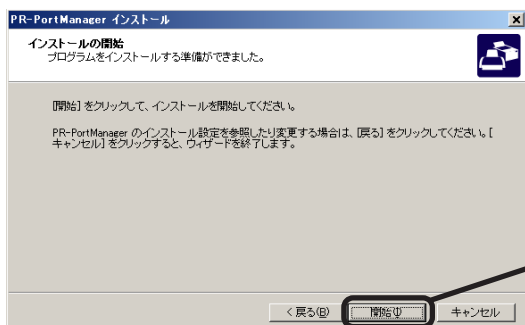 PR-PortManager インストール
インストールの開始
プログラムをインストールする準備ができました。
[開始] をクリックして、インストールを開始してください。
PR-PortManager のインストール設定を参照したり変更する場合は、[戻る] をクリックしてください。[
キャンセル] をクリックすると、ウィザードを終了します。
< 戻る(B)
開始(I)
キャンセル